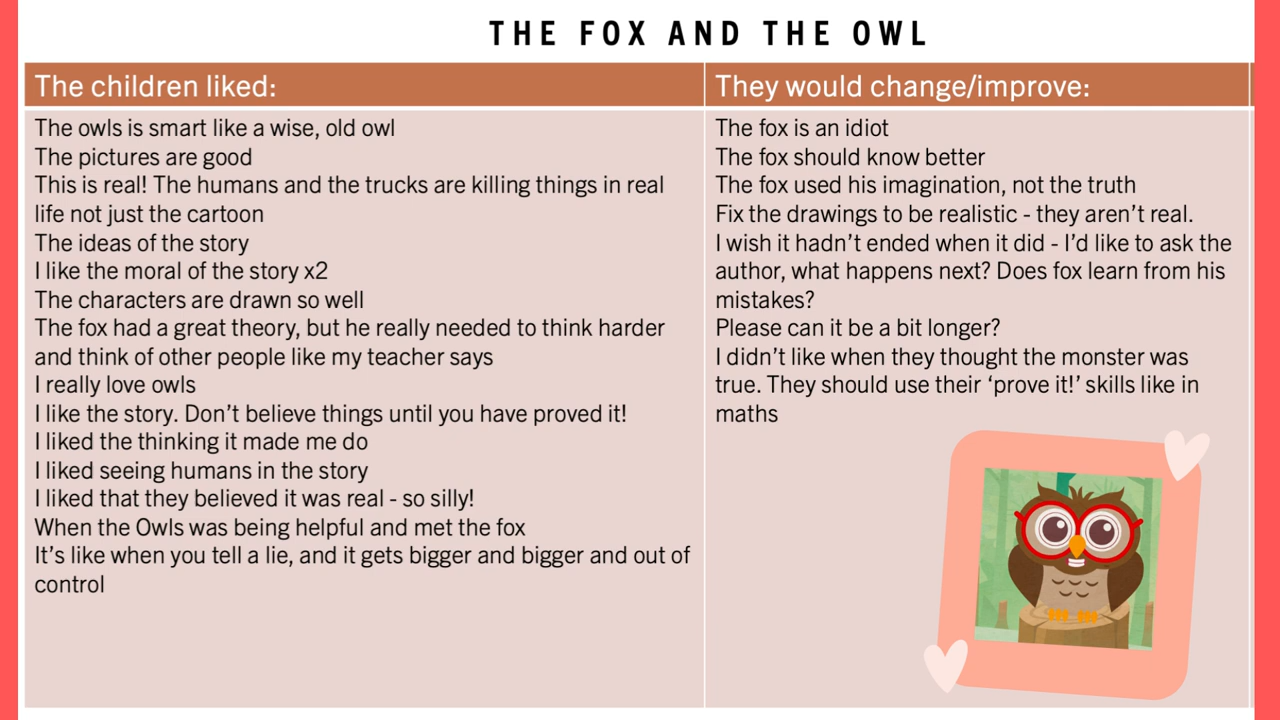 THE FOX AND THE OWL
The children liked:
The owls is smart like a wise, old owl
The pictures are good
This is real! The humans and the trucks are killing things in real
life not just the cartoon
The ideas of the story
I like the moral of the story x2
The characters are drawn so well
The fox had a great theory, but he really needed to think harder
and think of other people like my teacher says
I really love owls
I like the story. Don't believe things until you have proved it!
I liked the thinking it made me do
I liked seeing humans in the story
I liked that they believed it was real - so silly!
When the Owls was being helpful and met the fox
It's like when you tell a lie, and it gets bigger and bigger and out of
control
They would change/improve:
The fox is an idiot
The fox should know better
The fox used his imagination, not the truth
Fix the drawings to be realistic - they aren't real.
I wish it hadn't ended when it did - I'd like to ask the
author, what happens next? Does fox learn from his
mistakes?
Please can it be a bit longer?
I didn't like when they thought the monster was
true. They should use their 'prove it!' skills like in
maths